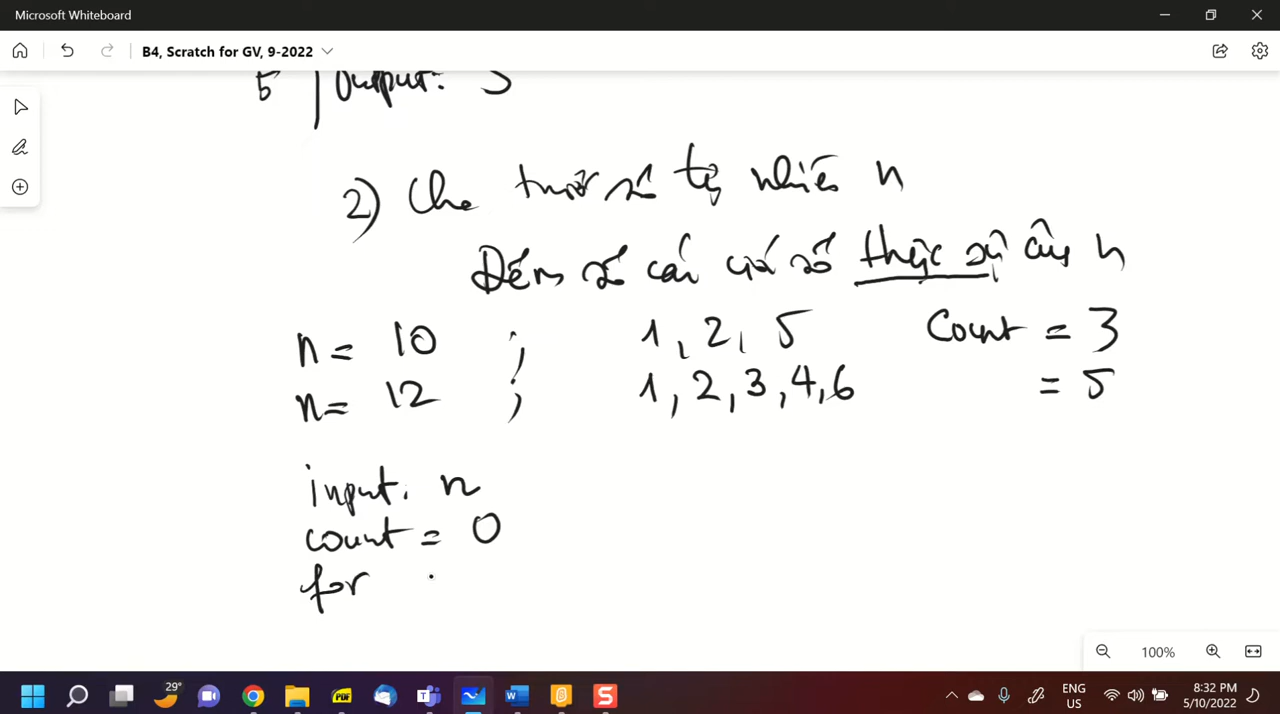 Microsoft Whiteboard
B4, Scratch for GV, 9-2022
5 Output: 3
2) Cho trước số tự nhiên n
Đếm số các ước số thực sự của n
n = 10 ; 1, 2, 5 Count = 3
n = 12 ; 1, 2, 3, 4, 6 = 5
input. n
count = 0
for
100%
29°
ENG
US
8:32 PM
5/10/2022